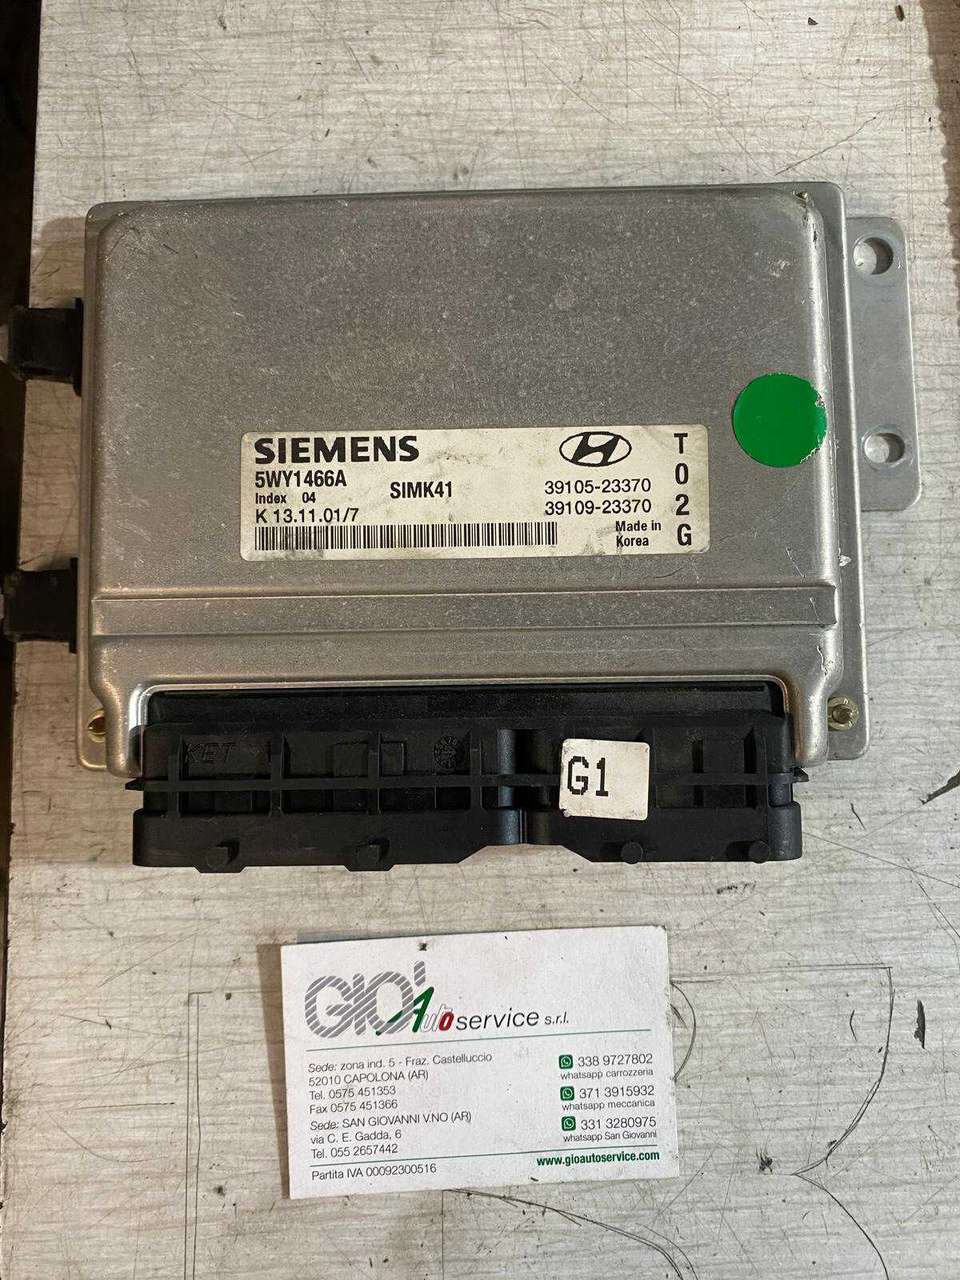 SIEMENS
5WY1466A
Index 04
SIMK41
K 13.11.01/7
39105-23370
39109-23370
Made in
Korea
T
0
2
G
KET
G1
GIO' Auto service s.r.l.
Sede: zona ind. 5 - Fraz. Castelluccio
52010 CAPOLONA (AR)
Tel. 0575 451353
Fax 0575 451366
Sede: SAN GIOVANNI V.NO (AR)
via C. E. Gadda, 6
Tel. 055 2657442
Partita IVA 00092300516
338 9727802
whatsapp carrozzeria
371 3915932
whatsapp meccanica
331 3280975
whatsapp San Giovanni
www.gioautoservice.com